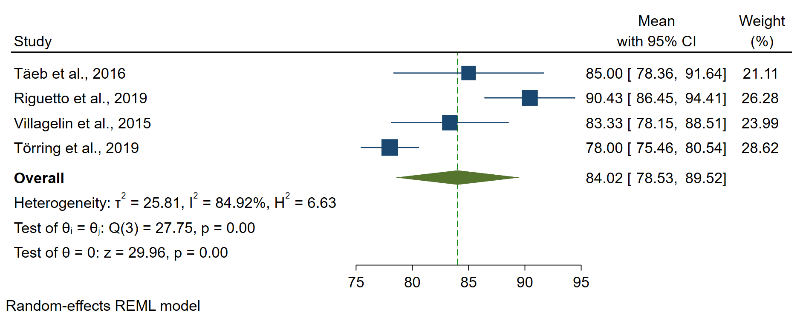 Mean Weight
Study with 95% CI (%)
Täeb et al., 2016 85.00 [ 78.36, 91.64] 21.11
Riguetto et al., 2019 90.43 [ 86.45, 94.41] 26.28
Villagelin et al., 2015 83.33 [ 78.15, 88.51] 23.99
Törring et al., 2019 78.00 [ 75.46, 80.54] 28.62
Overall 84.02 [ 78.53, 89.52]
Heterogeneity: τ² = 25.81, I² = 84.92%, H² = 6.63
Test of θᵢ = θⱼ: Q(3) = 27.75, p = 0.00
Test of θ = 0: z = 29.96, p = 0.00
75 80 85 90 95
Random-effects REML model